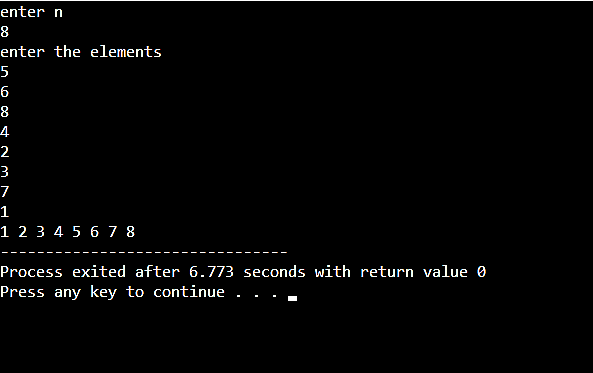 enter n
8
enter the elements
5
6
8
4
2
3
7
1
1 2 3 4 5 6 7 8
--------------------------------
Process exited after 6.773 seconds with return value 0
Press any key to continue . . .